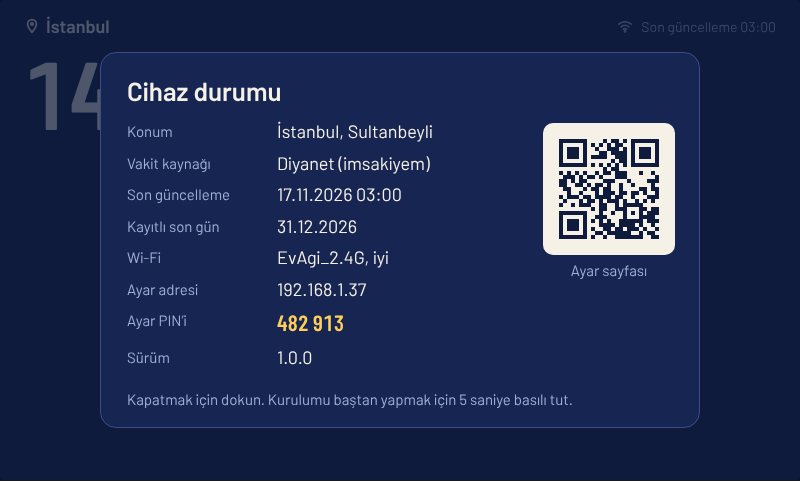 İstanbul
Son güncelleme 03:00
14
Cihaz durumu
Konum İstanbul, Sultanbeyli
Vakit kaynağı Diyanet (imsakiyem)
Son güncelleme 17.11.2026 03:00
Kayıtlı son gün 31.12.2026
Wi-Fi EvAgi_2.4G, iyi
Ayar adresi 192.168.1.37
Ayar PIN'i 482 913
Sürüm 1.0.0
Ayar sayfası
Kapatmak için dokun. Kurulumu baştan yapmak için 5 saniye basılı tut.